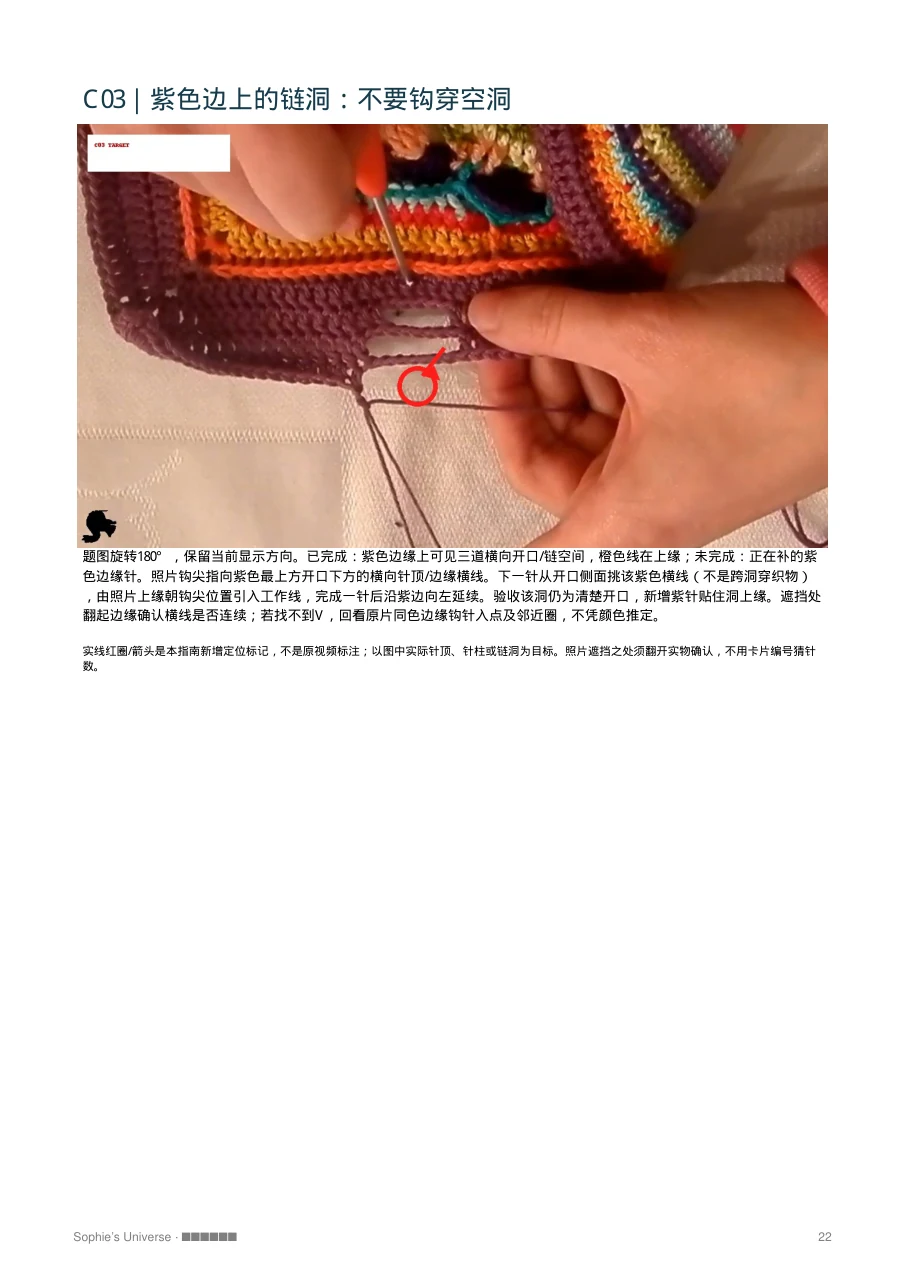 C03 | 紫色边上的链洞：不要钩穿空洞
C03 TARGET
题图旋转180°，保留当前显示方向。已完成：紫色边缘上可见三道横向开口/链空间，橙色线在上缘；未完成：正在补的紫
色边缘针。照片钩尖指向紫色最上方开口下方的横向针顶/边缘横线。下一针从开口侧面挑该紫色横线（不是跨洞穿织物）
，由照片上缘朝钩尖位置引入工作线，完成一针后沿紫边向左延续。验收该洞仍为清楚开口，新增紫针贴住洞上缘。遮挡处
翻起边缘确认横线是否连续；若找不到V，回看原片同色边缘钩针入点及邻近圈，不凭颜色推定。
实线红圈/箭头是本指南新增定位标记，不是原视频标注；以图中实际针顶、针柱或链洞为目标。照片遮挡之处须翻开实物确认，不用卡片编号猜针
数。
Sophie's Universe · ■■■■■■
22